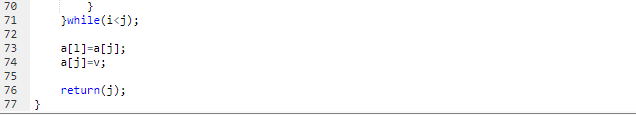 70 }
71 }while(i<j);
72
73 a[l]=a[j];
74 a[j]=v;
75
76 return(j);
77 }